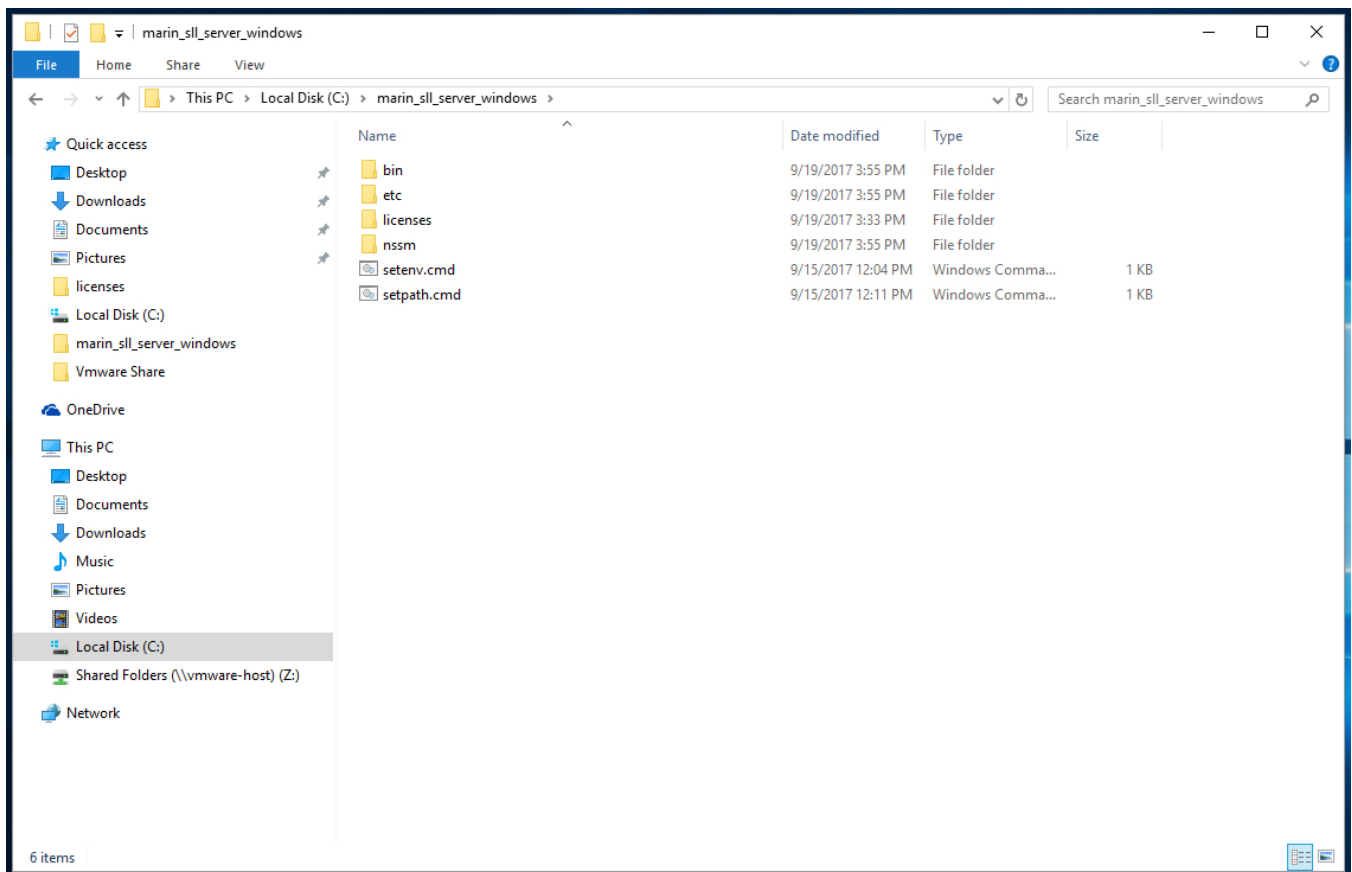 marin_sll_server_windows
File Home Share View
This PC Local Disk (C:) marin_sll_server_windows Search marin_sll_server_windows
Name Date modified Type Size
Quick access
Desktop
Downloads
Documents
Pictures
licenses
Local Disk (C:)
marin_sll_server_windows
Vmware Share
OneDrive
This PC
Desktop
Documents
Downloads
Music
Pictures
Videos
Local Disk (C:)
Shared Folders (\\vmware-host) (Z:)
Network
bin 9/19/2017 3:55 PM File folder
etc 9/19/2017 3:55 PM File folder
licenses 9/19/2017 3:33 PM File folder
nssm 9/19/2017 3:55 PM File folder
setenv.cmd 9/15/2017 12:04 PM Windows Comma... 1 KB
setpath.cmd 9/15/2017 12:11 PM Windows Comma... 1 KB
6 items